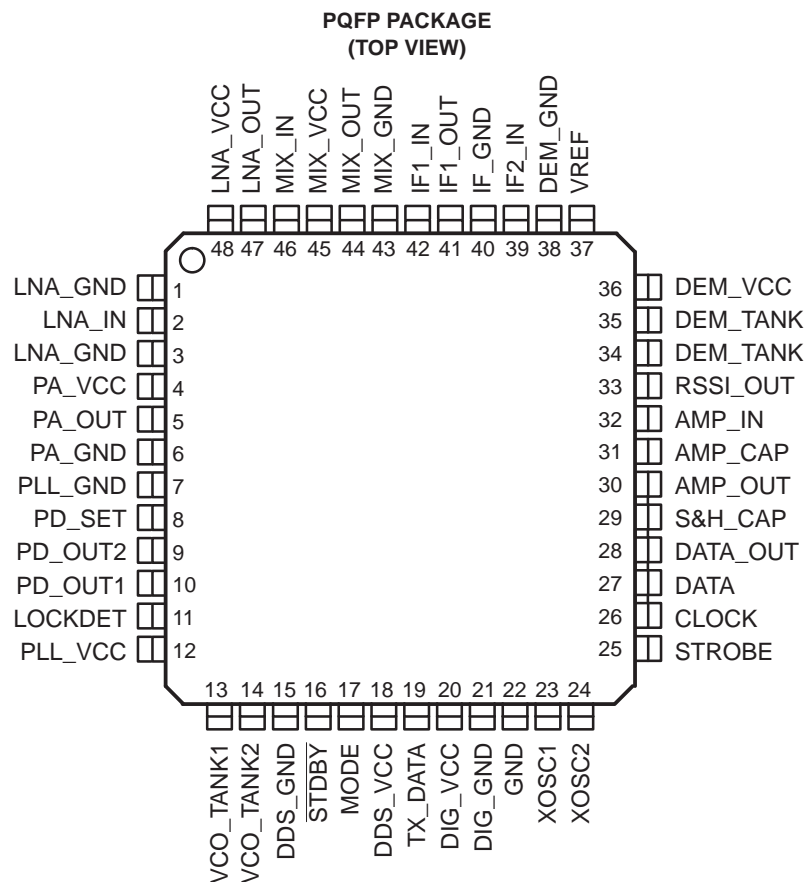 PQFP PACKAGE
(TOP VIEW)
LNA_VCC
LNA_OUT
MIX_IN
MIX_VCC
MIX_OUT
MIX_GND
IF1_IN
IF1_OUT
IF_GND
IF2_IN
DEM_GND
VREF
48 47 46 45 44 43 42 41 40 39 38 37
LNA_GND 1
LNA_IN 2
LNA_GND 3
PA_VCC 4
PA_OUT 5
PA_GND 6
PLL_GND 7
PD_SET 8
PD_OUT2 9
PD_OUT1 10
LOCKDET 11
PLL_VCC 12
36 DEM_VCC
35 DEM_TANK
34 DEM_TANK
33 RSSI_OUT
32 AMP_IN
31 AMP_CAP
30 AMP_OUT
29 S&H_CAP
28 DATA_OUT
27 DATA
26 CLOCK
25 STROBE
13 14 15 16 17 18 19 20 21 22 23 24
VCO_TANK1
VCO_TANK2
DDS_GND
STDBY
MODE
DDS_VCC
TX_DATA
DIG_VCC
DIG_GND
GND
XOSC1
XOSC2